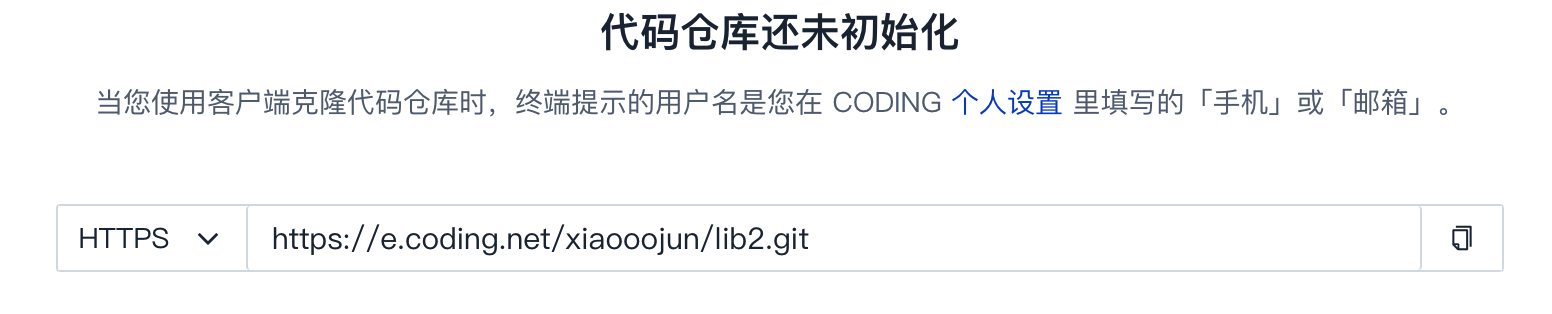 代码仓库还未初始化
当您使用客户端克隆代码仓库时，终端提示的用户名是您在 CODING 个人设置 里填写的「手机」或「邮箱」。
HTTPS https://e.coding.net/xiaooojun/lib2.git